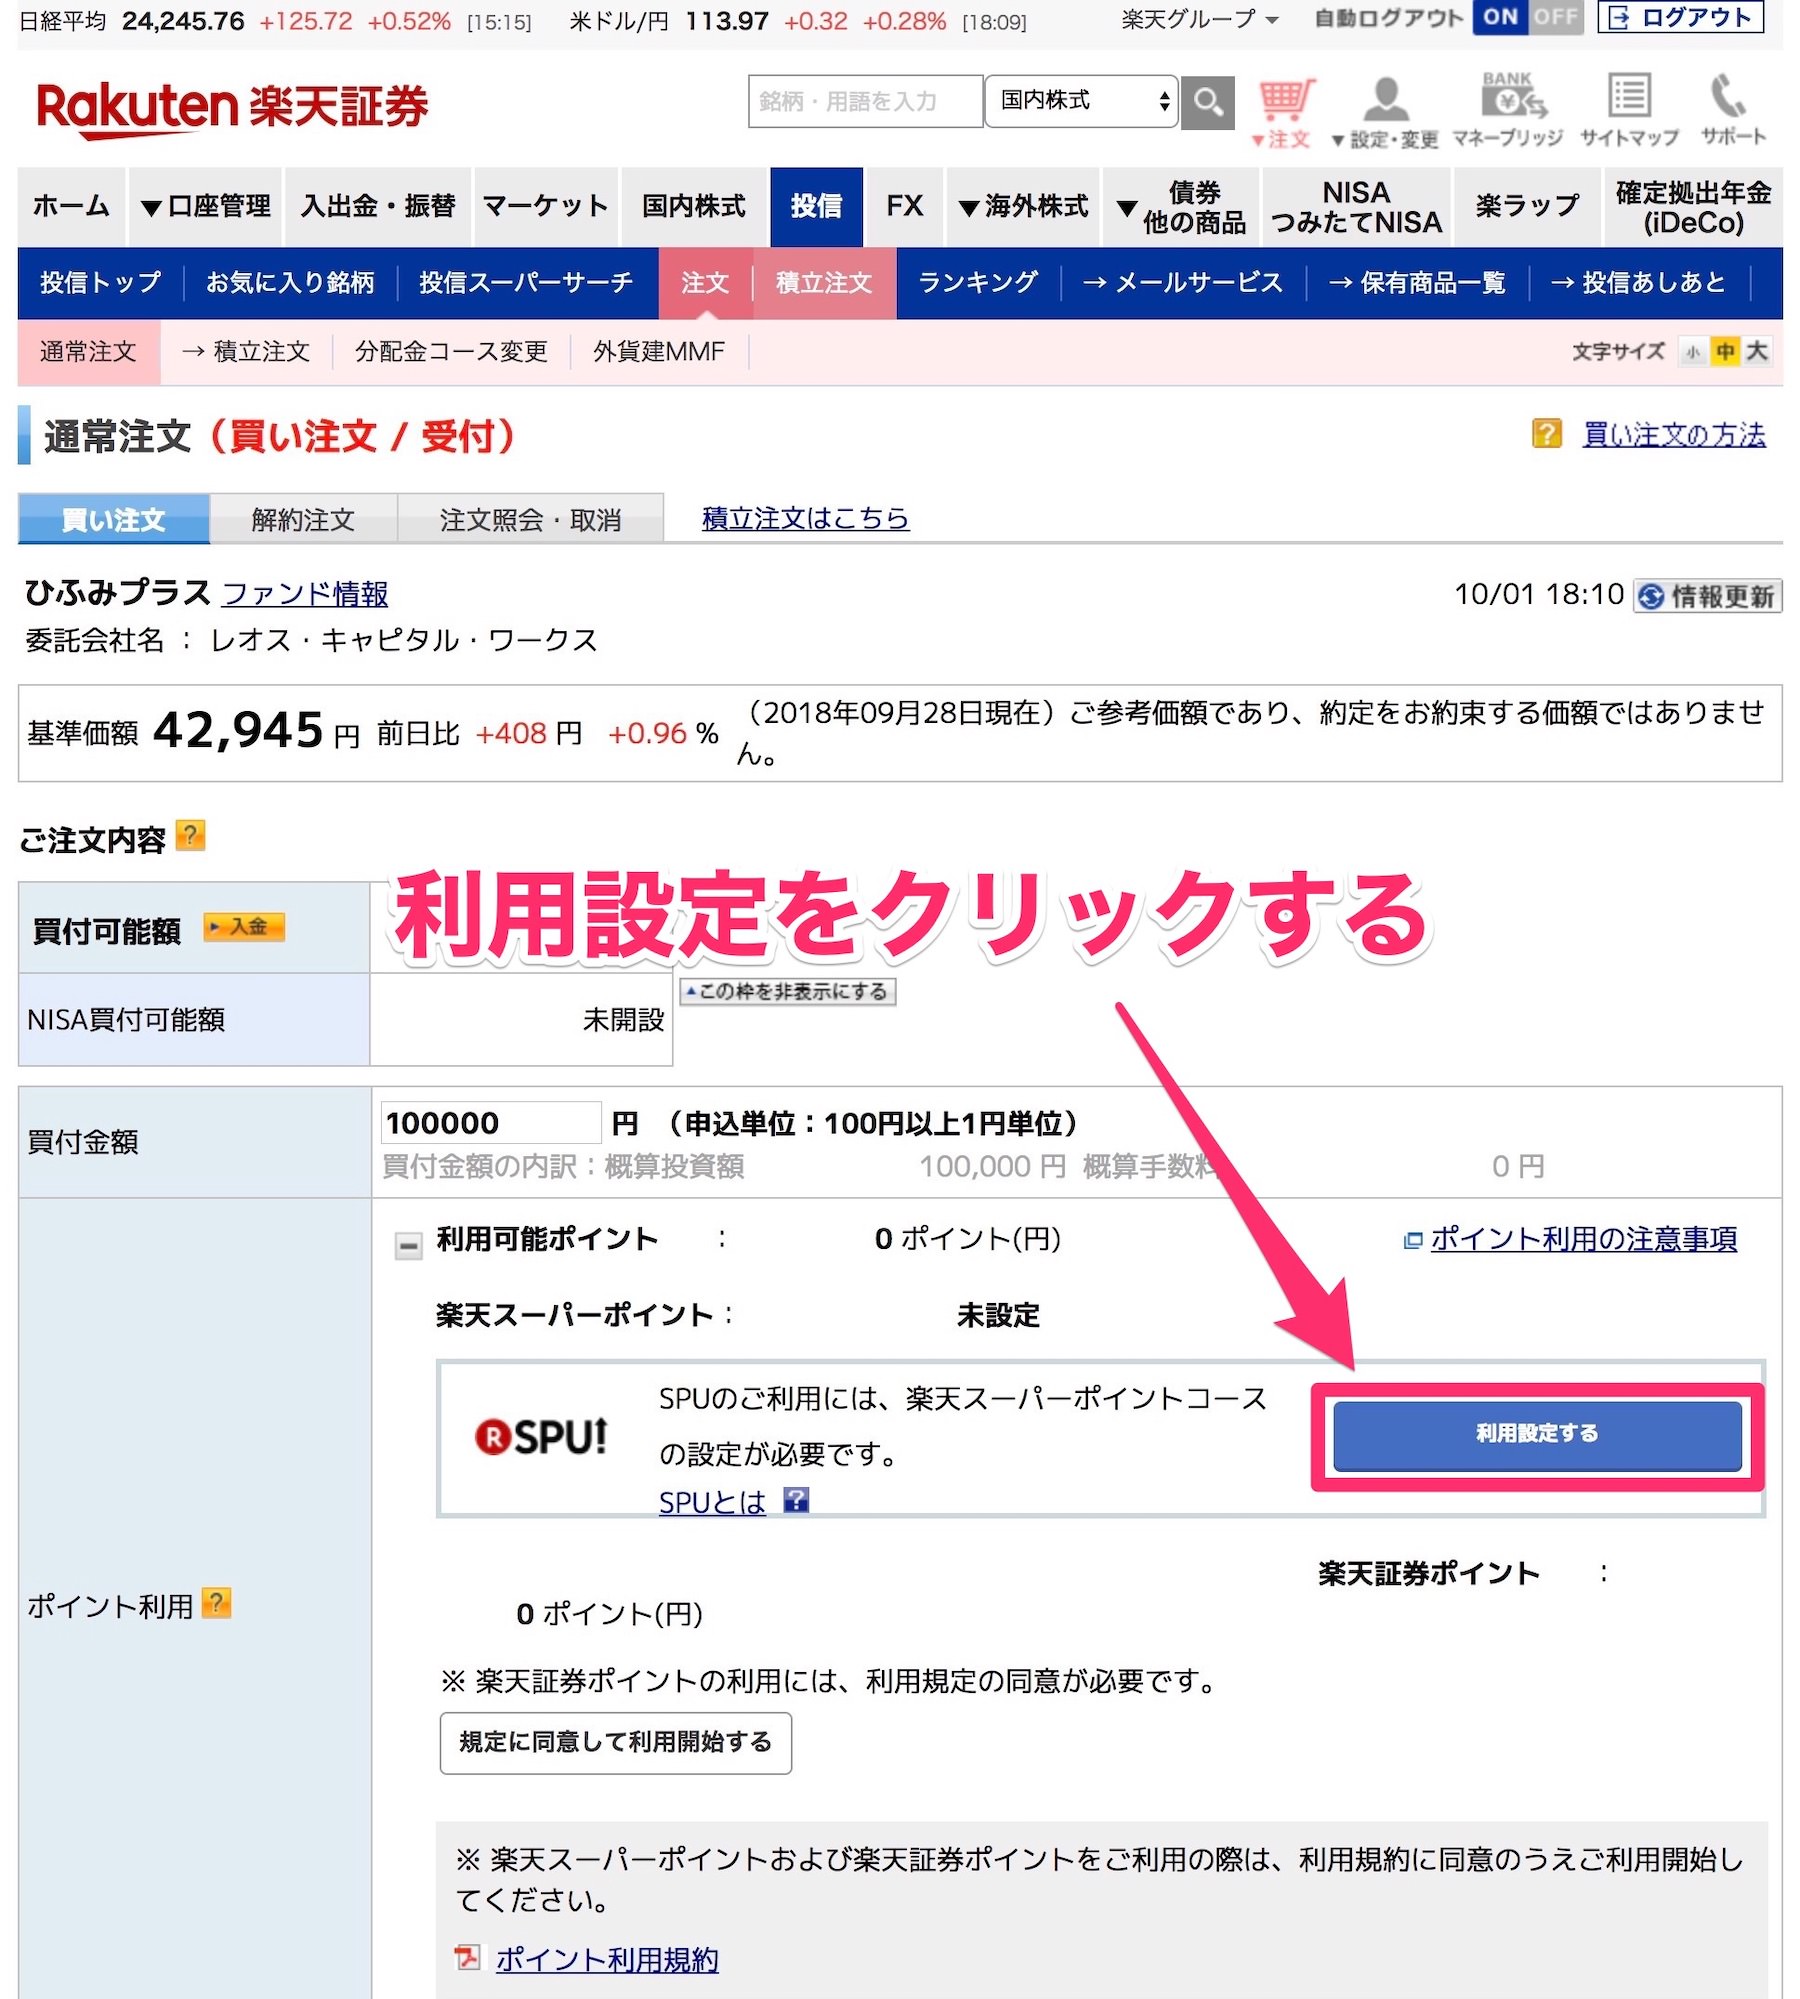 日経平均 24,245.76 +125.72 +0.52% [15:15] 米ドル/円 113.97 +0.32 +0.28% [18:09] 楽天グループ 自動ログアウト ON OFF ログアウト
Rakuten 楽天証券
銘柄・用語を入力 国内株式
BANK
▼注文 ▼設定・変更 マネーブリッジ サイトマップ サポート
ホーム ▼口座管理 入出金・振替 マーケット 国内株式 投信 FX ▼海外株式 ▼債券 他の商品 NISA つみたてNISA 楽ラップ 確定拠出年金 (iDeCo)
投信トップ お気に入り銘柄 投信スーパーサーチ 注文 積立注文 ランキング → メールサービス → 保有商品一覧 → 投信あしあと
通常注文 → 積立注文 分配金コース変更 外貨建MMF 文字サイズ 小 中 大
通常注文（買い注文 / 受付） ? 買い注文の方法
買い注文 解約注文 注文照会・取消 積立注文はこちら
ひふみプラス ファンド情報 10/01 18:10 情報更新
委託会社名 ： レオス・キャピタル・ワークス
基準価額 42,945 円 前日比 +408 円 +0.96 % （2018年09月28日現在）ご参考価額であり、約定をお約束する価額ではありませ
ん。
ご注文内容 ?
利用設定をクリックする
買付可能額 入金
▲この枠を非表示にする
NISA買付可能額 未開設
買付金額 100000 円 （申込単位：100円以上1円単位）
買付金額の内訳：概算投資額 100,000 円 概算手数料 0 円
利用可能ポイント ： 0 ポイント(円) ポイント利用の注意事項
楽天スーパーポイント： 未設定
SPUのご利用には、楽天スーパーポイントコース
の設定が必要です。
R SPU!
利用設定する
SPUとは ?
楽天証券ポイント ：
ポイント利用 ?
0 ポイント(円)
※ 楽天証券ポイントの利用には、利用規定の同意が必要です。
規定に同意して利用開始する
※ 楽天スーパーポイントおよび楽天証券ポイントをご利用の際は、利用規約に同意のうえご利用開始し
てください。
ポイント利用規約